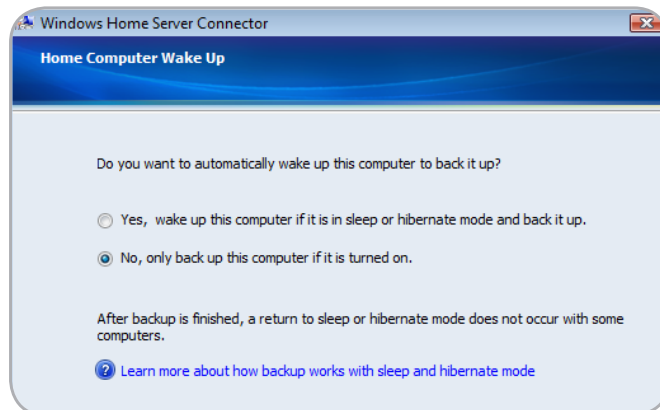 Windows Home Server Connector
Home Computer Wake Up
Do you want to automatically wake up this computer to back it up?
Yes, wake up this computer if it is in sleep or hibernate mode and back it up.
No, only back up this computer if it is turned on.
After backup is finished, a return to sleep or hibernate mode does not occur with some
computers.
Learn more about how backup works with sleep and hibernate mode